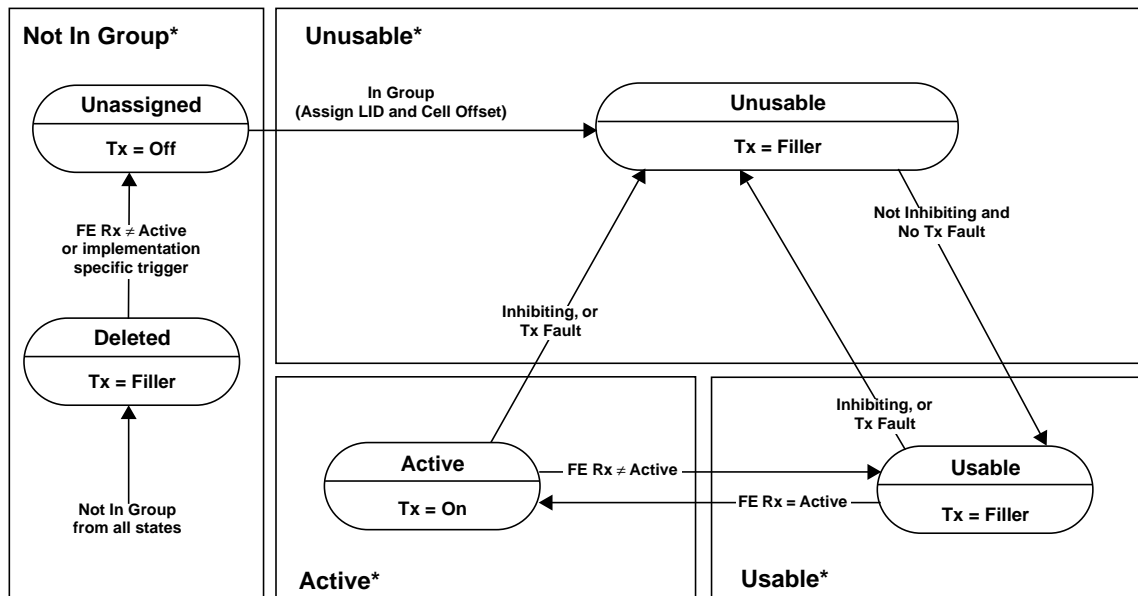 Not In Group*
Unassigned
Tx = Off
FE Rx ≠ Active
or implementation
specific trigger
Deleted
Tx = Filler
Not In Group
from all states
Unusable*
In Group
(Assign LID and Cell Offset)
Unusable
Tx = Filler
Not Inhibiting and
No Tx Fault
Inhibiting, or
Tx Fault
Inhibiting, or
Tx Fault
Active
Tx = On
FE Rx ≠ Active
FE Rx = Active
Usable
Tx = Filler
Active*
Usable*